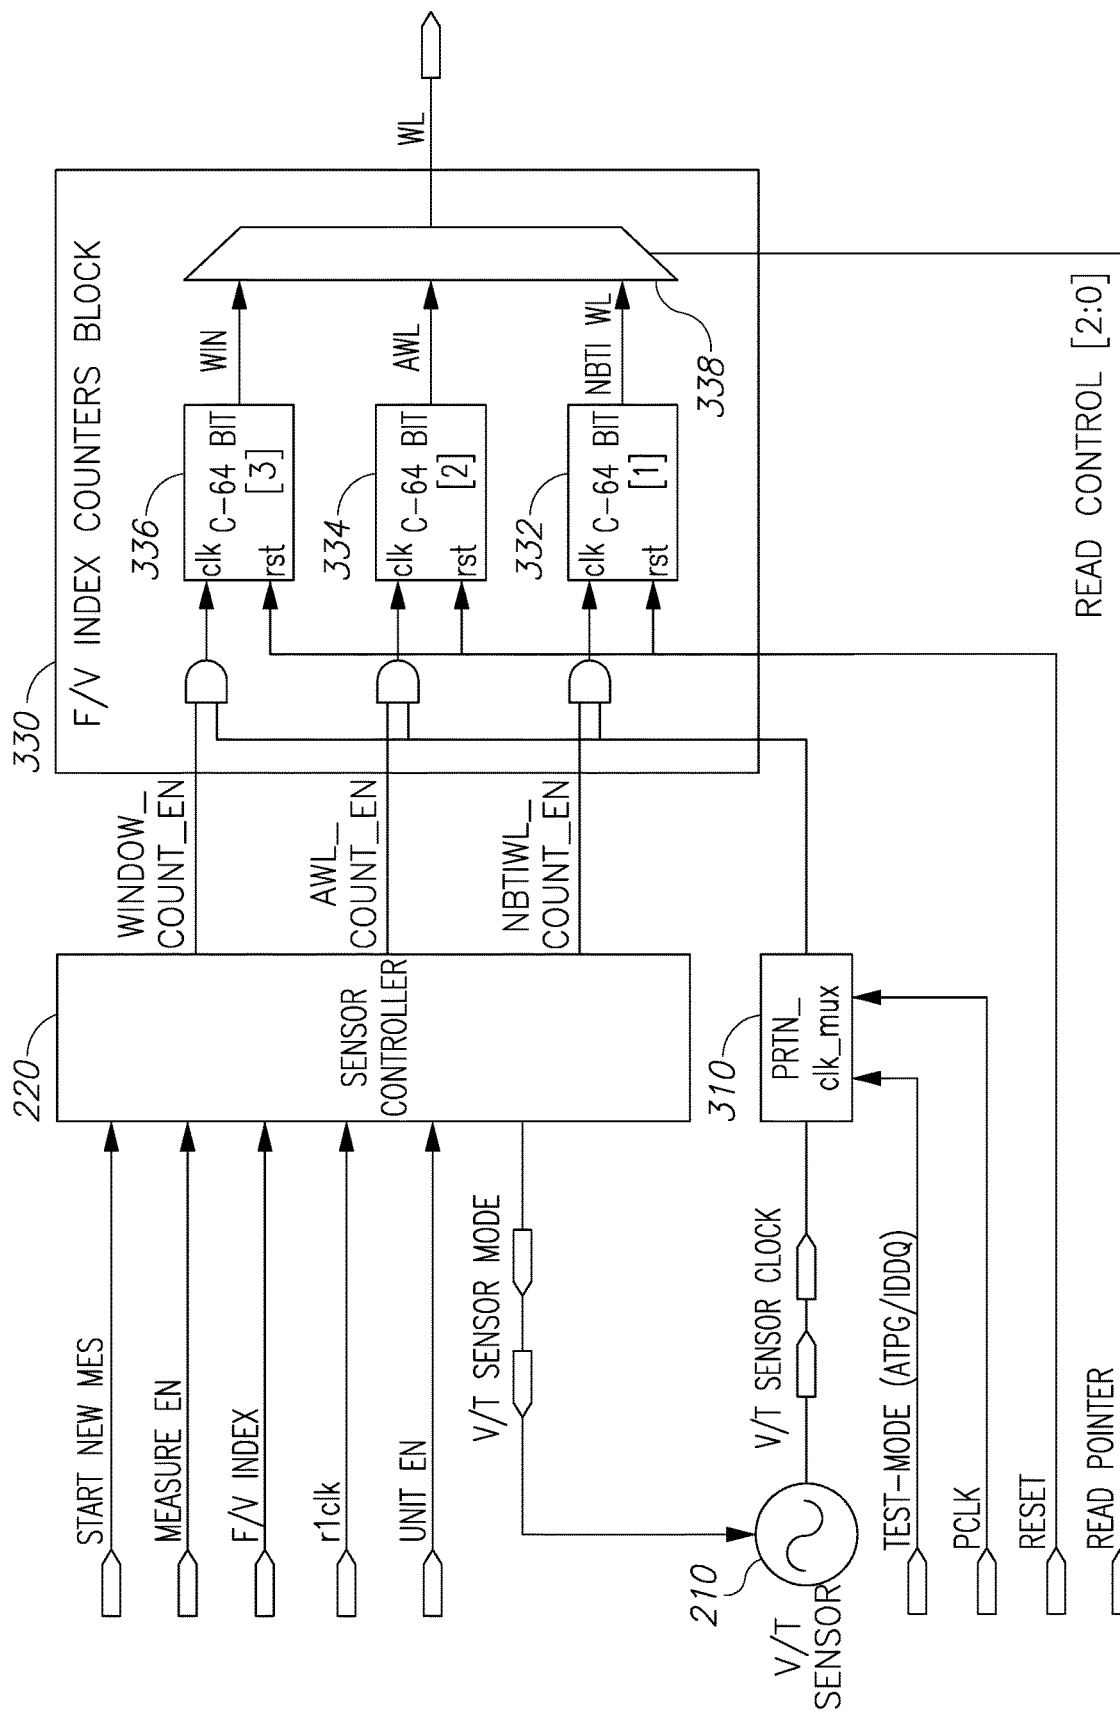 START NEW MES
MEASURE EN
F/V INDEX
r1clk
UNIT EN
V/T SENSOR MODE
220
SENSOR
CONTROLLER
WINDOW_
COUNT_EN
AWL_
COUNT_EN
NBTIWL_
COUNT_EN
330
F/V INDEX COUNTERS BLOCK
336
clk C-64 BIT
[3]
rst
WIN
334
clk C-64 BIT
[2]
rst
AWL
332
clk C-64 BIT
[1]
rst
NBTI WL
338
WL
210
V/T
SENSOR
V/T SENSOR CLOCK
310
PRTN_
clk_mux
TEST-MODE (ATPG/IDDQ)
PCLK
RESET
READ POINTER
READ CONTROL [2:0]